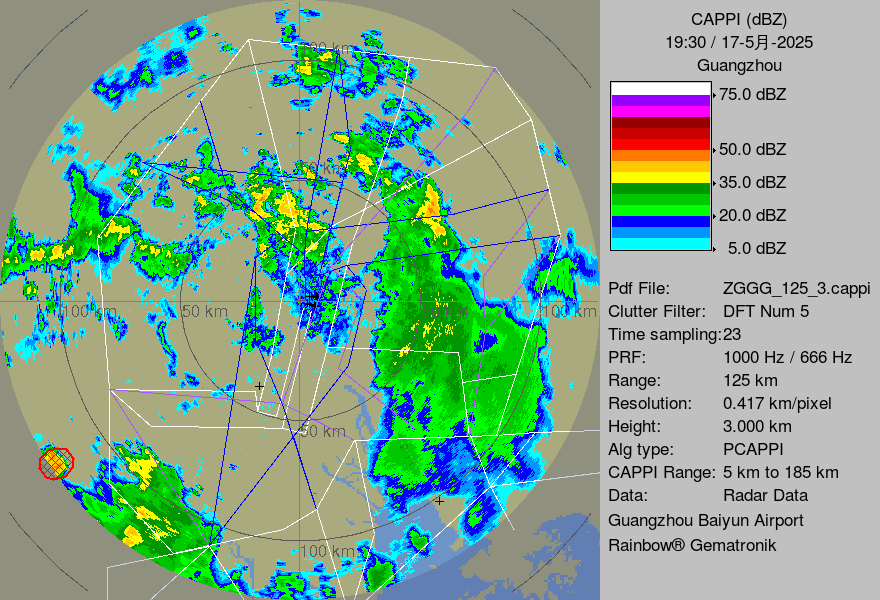 CAPPI (dBZ)
19:30 / 17-5月-2025
Guangzhou
75.0 dBZ
50.0 dBZ
35.0 dBZ
20.0 dBZ
5.0 dBZ
Pdf File: ZGGG_125_3.cappi
Clutter Filter: DFT Num 5
Time sampling:23
PRF: 1000 Hz / 666 Hz
Range: 125 km
Resolution: 0.417 km/pixel
Height: 3.000 km
Alg type: PCAPPI
CAPPI Range: 5 km to 185 km
Data: Radar Data
Guangzhou Baiyun Airport
Rainbow® Gematronik
100 km
50 km
100 km
50 km
100 km
50 km
100 km